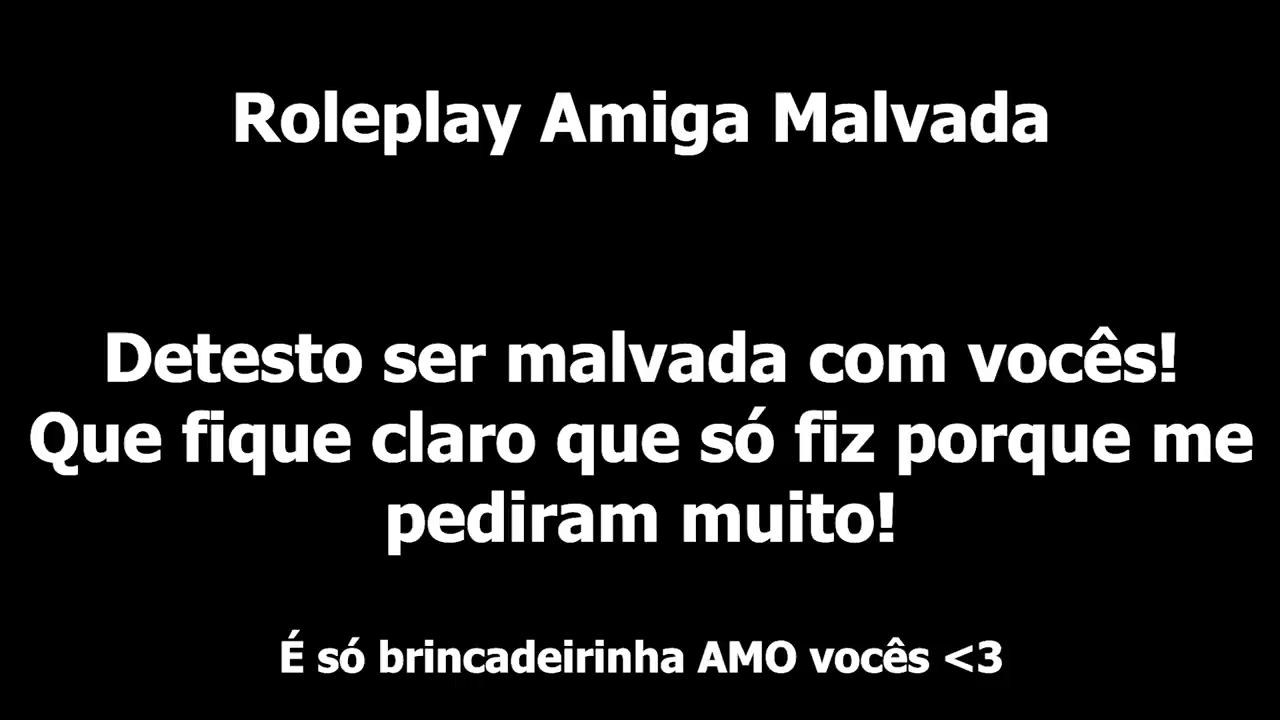 Roleplay Amiga Malvada
Detesto ser malvada com vocês!
Que fique claro que só fiz porque me
pediram muito!
É só brincadeirinha AMO vocês <3